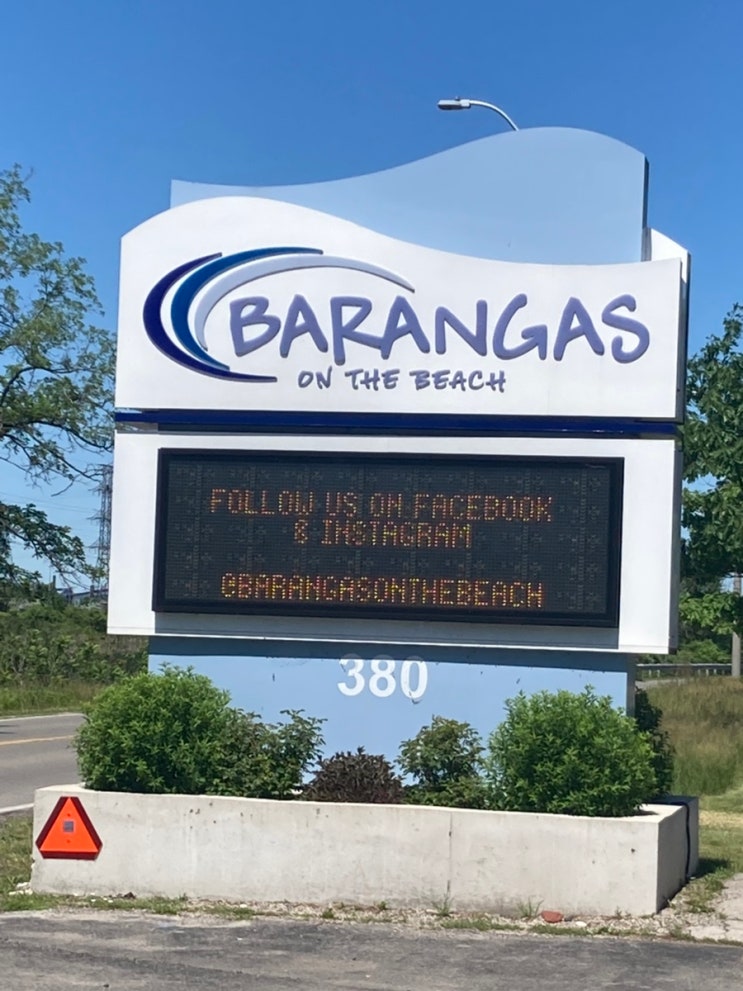 BARANGAS
ON THE BEACH
FOLLOW US ON FACEBOOK
& INSTAGRAM
@BARANGASONTHEBEACH
380